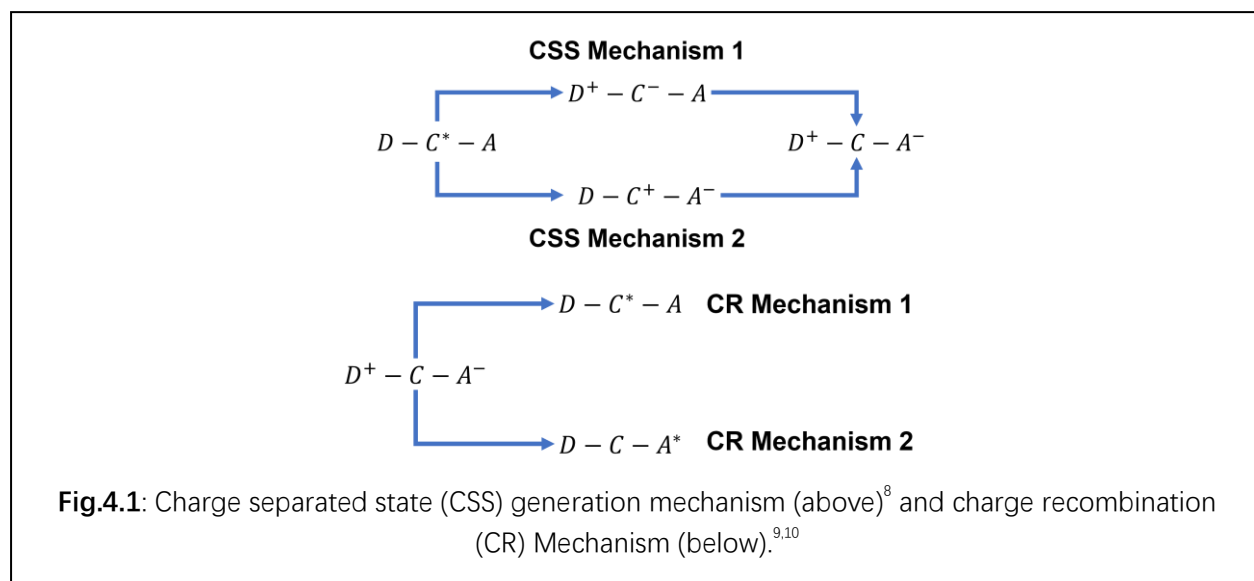 CSS Mechanism 1
D⁺ − C⁻ − A
D − C* − A
D⁺ − C − A⁻
D − C⁺ − A⁻
CSS Mechanism 2
D − C* − A CR Mechanism 1
D⁺ − C − A⁻
D − C − A* CR Mechanism 2
Fig.4.1: Charge separated state (CSS) generation mechanism (above)⁸ and charge recombination
(CR) Mechanism (below).⁹,¹⁰